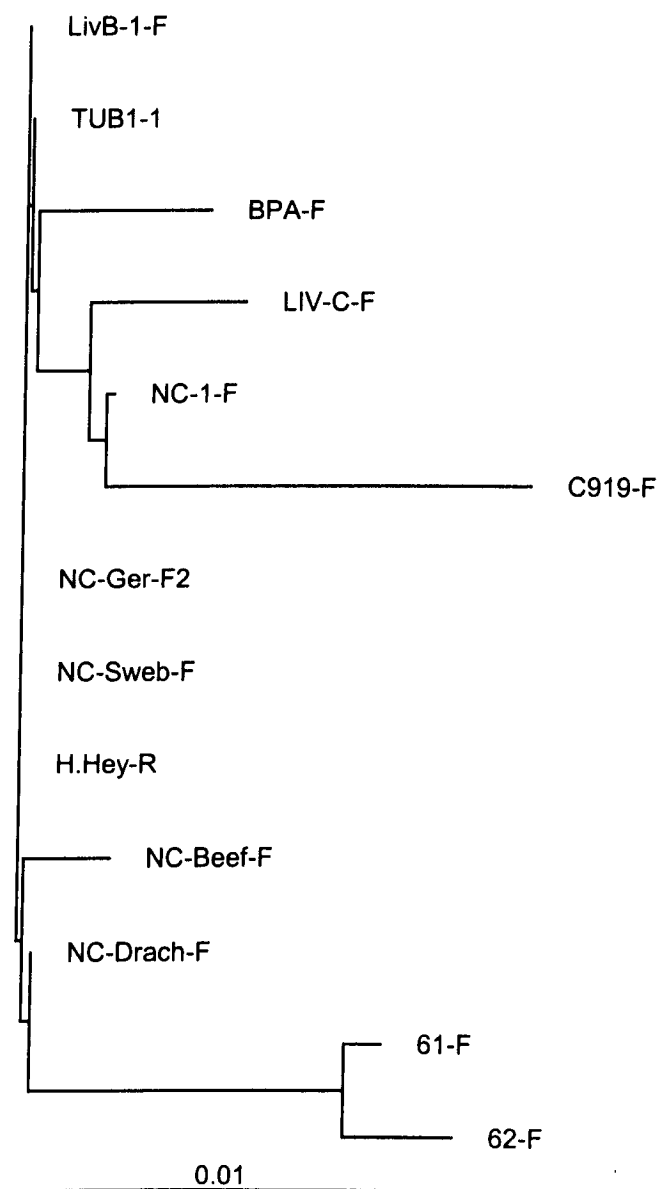 LivB-1-F
TUB1-1
BPA-F
LIV-C-F
NC-1-F
C919-F
NC-Ger-F2
NC-Sweb-F
H.Hey-R
NC-Beef-F
NC-Drach-F
61-F
62-F
0.01